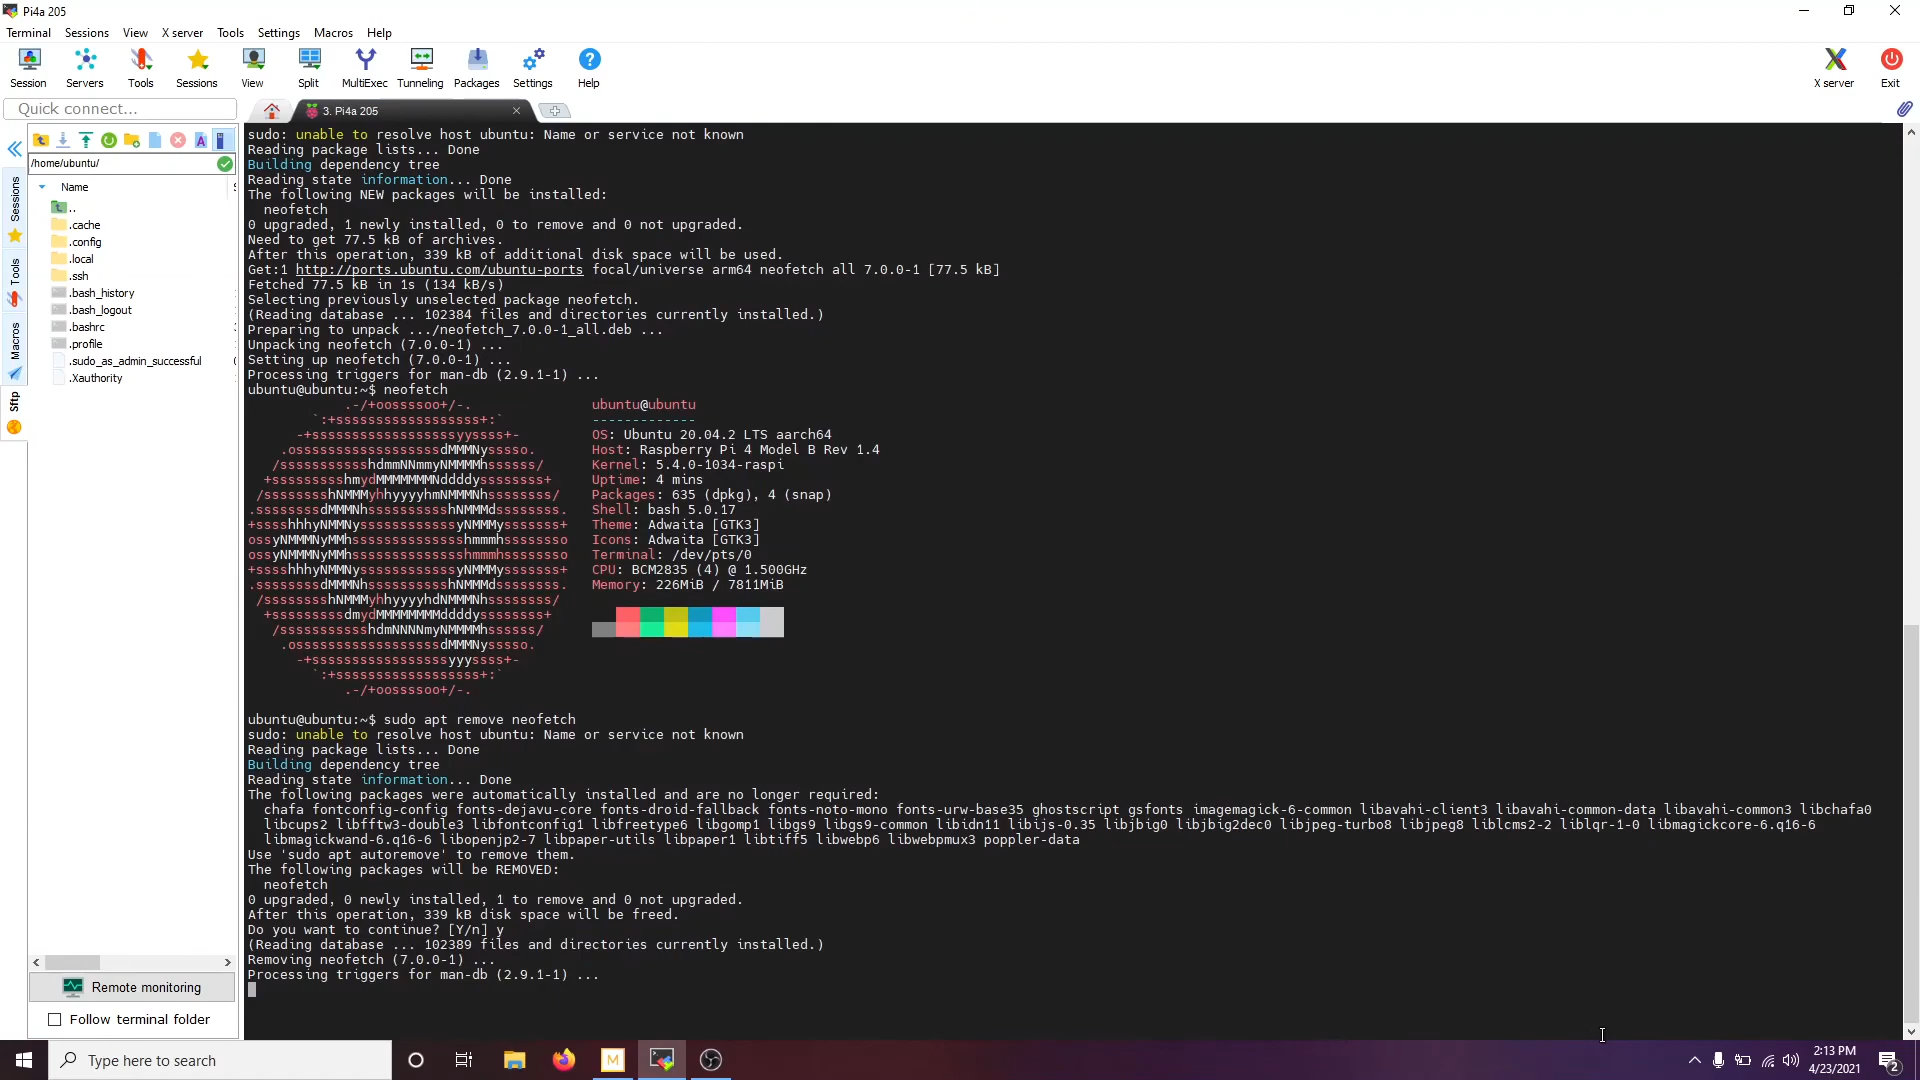 Pi4a 205
Terminal Sessions View X server Tools Settings Macros Help
Session Servers Tools Sessions View Split MultiExec Tunneling Packages Settings Help X server Exit
Quick connect...
3. Pi4a 205
/home/ubuntu/
Name
..
.cache
.config
.local
.ssh
.bash_history
.bash_logout
.bashrc
.profile
.sudo_as_admin_successful
.Xauthority
Sessions
Tools
Macros
Sftp
Remote monitoring
Follow terminal folder
sudo: unable to resolve host ubuntu: Name or service not known
Reading package lists... Done
Building dependency tree
Reading state information... Done
The following NEW packages will be installed:
neofetch
0 upgraded, 1 newly installed, 0 to remove and 0 not upgraded.
Need to get 77.5 kB of archives.
After this operation, 339 kB of additional disk space will be used.
Get:1 http://ports.ubuntu.com/ubuntu-ports focal/universe arm64 neofetch all 7.0.0-1 [77.5 kB]
Fetched 77.5 kB in 1s (134 kB/s)
Selecting previously unselected package neofetch.
(Reading database ... 102384 files and directories currently installed.)
Preparing to unpack .../neofetch_7.0.0-1_all.deb ...
Unpacking neofetch (7.0.0-1) ...
Setting up neofetch (7.0.0-1) ...
Processing triggers for man-db (2.9.1-1) ...
ubuntu@ubuntu:~$ neofetch
ubuntu@ubuntu
-------------
OS: Ubuntu 20.04.2 LTS aarch64
Host: Raspberry Pi 4 Model B Rev 1.4
Kernel: 5.4.0-1034-raspi
Uptime: 4 mins
Packages: 635 (dpkg), 4 (snap)
Shell: bash 5.0.17
Theme: Adwaita [GTK3]
Icons: Adwaita [GTK3]
Terminal: /dev/pts/0
CPU: BCM2835 (4) @ 1.500GHz
Memory: 226MiB / 7811MiB
ubuntu@ubuntu:~$ sudo apt remove neofetch
sudo: unable to resolve host ubuntu: Name or service not known
Reading package lists... Done
Building dependency tree
Reading state information... Done
The following packages were automatically installed and are no longer required:
chafa fontconfig-config fonts-dejavu-core fonts-droid-fallback fonts-noto-mono fonts-urw-base35 ghostscript gsfonts imagemagick-6-common libavahi-client3 libavahi-common-data libavahi-common3 libchafa0
libcups2 libfftw3-double3 libfontconfig1 libfreetype6 libgomp1 libgs9 libgs9-common libidn11 libijs-0.35 libjbig0 libjbig2dec0 libjpeg-turbo8 libjpeg8 liblcms2-2 liblqr-1-0 libmagickcore-6.q16-6
libmagickwand-6.q16-6 libopenjp2-7 libpaper-utils libpaper1 libtiff5 libwebp6 libwebpmux3 poppler-data
Use 'sudo apt autoremove' to remove them.
The following packages will be REMOVED:
neofetch
0 upgraded, 0 newly installed, 1 to remove and 0 not upgraded.
After this operation, 339 kB disk space will be freed.
Do you want to continue? [Y/n] y
(Reading database ... 102389 files and directories currently installed.)
Removing neofetch (7.0.0-1) ...
Processing triggers for man-db (2.9.1-1) ...
Type here to search
2:13 PM
4/23/2021
2